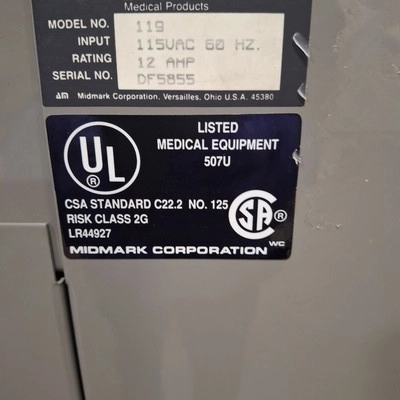 Medical Products
MODEL NO. 119
INPUT 115VAC 60 HZ.
RATING 12 AMP
SERIAL NO. DF5855
Midmark Corporation, Versailles, Ohio U.S.A. 45380
UL
®
LISTED
MEDICAL EQUIPMENT
507U
CSA STANDARD C22.2 NO. 125
RISK CLASS 2G
LR44927
SA ®
WC
MIDMARK CORPORATION